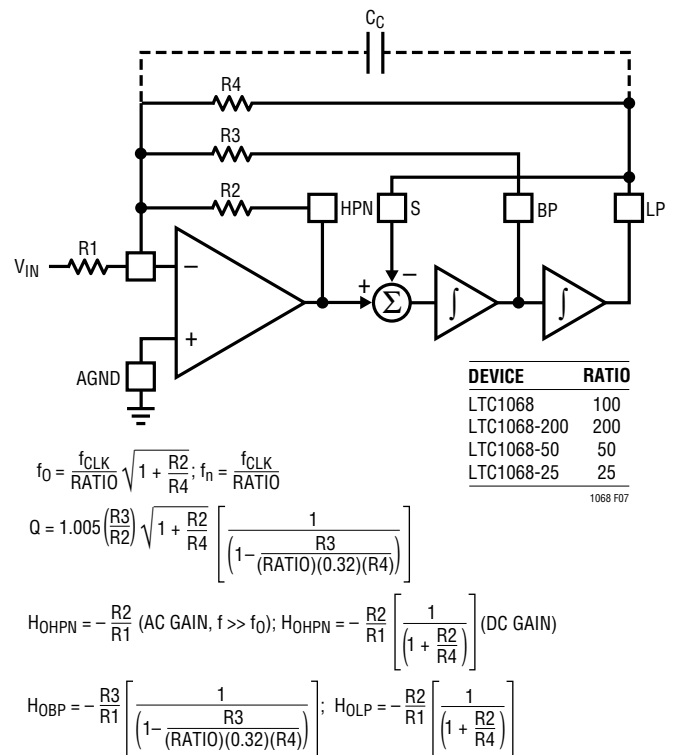 C_C
R4
R3
R2
HPN
S
BP
LP
R1
V_IN
−
+
+
−
Σ
∫
∫
AGND
DEVICE RATIO
LTC1068 100
LTC1068-200 200
LTC1068-50 50
LTC1068-25 25
1068 F07
f_O = f_CLK/RATIO √(1 + R2/R4); f_n = f_CLK/RATIO
Q = 1.005 (R3/R2) √(1 + R2/R4) [1/(1 − R3/((RATIO)(0.32)(R4)))]
H_OHPN = − R2/R1 (AC GAIN, f >> f_O); H_OHPN = − R2/R1 [1/(1 + R2/R4)] (DC GAIN)
H_OBP = − R3/R1 [1/(1 − R3/((RATIO)(0.32)(R4)))]; H_OLP = − R2/R1 [1/(1 + R2/R4)]